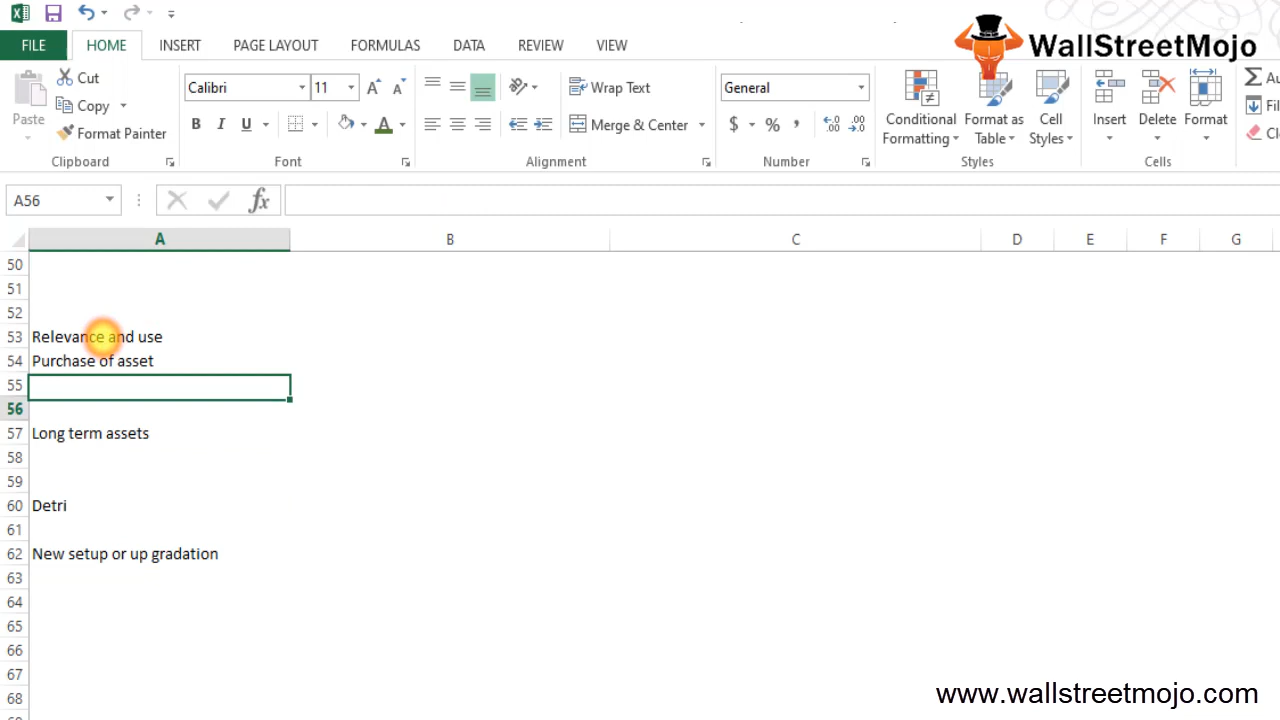 FILE HOME INSERT PAGE LAYOUT FORMULAS DATA REVIEW VIEW
WallStreetMojo
Cut
Copy
Format Painter
Paste
Clipboard
Calibri 11
B I U A
Font
Wrap Text
Merge & Center
Alignment
General
$ % ,
Number
Conditional Formatting
Format as Table
Cell Styles
Styles
Insert Delete Format
Cells
A56 fx
A B C D E F G
50
51
52
53 Relevance and use
54 Purchase of asset
55
56
57 Long term assets
58
59
60 Detri
61
62 New setup or up gradation
63
64
65
66
67
68
www.wallstreetmojo.com